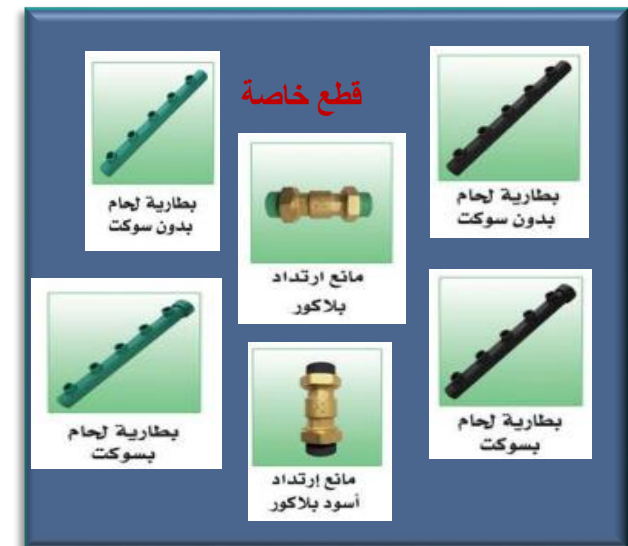 قطع خاصة
بطارية لحام
بدون سوكت
بطارية لحام
بدون سوكت
مانع ارتداد
بلاكور
بطارية لحام
بسوكت
بطارية لحام
بسوكت
مانع إرتداد
أسود بلاكور